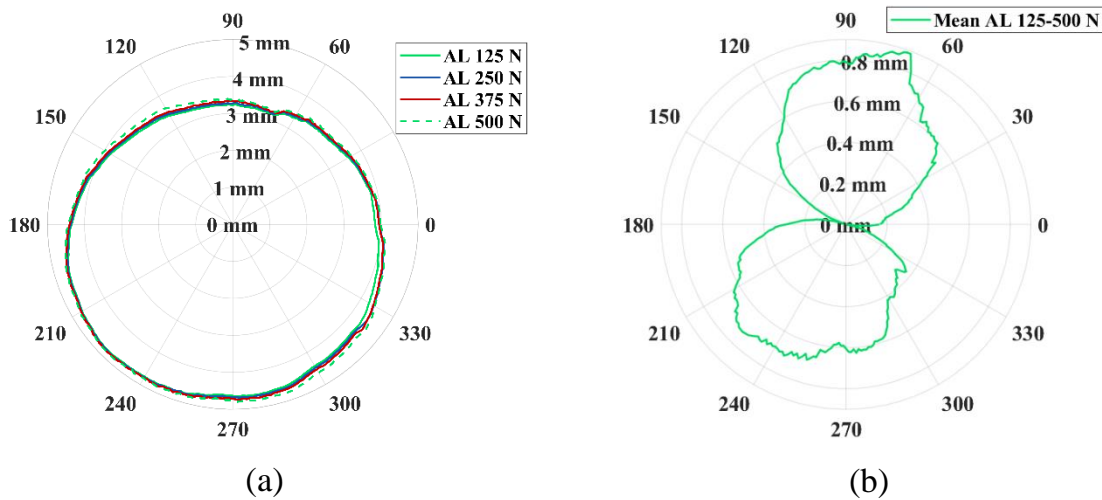 90
120
60
5 mm
4 mm
3 mm
2 mm
1 mm
0 mm
150
180
0
210
330
240
300
270
AL 125 N
AL 250 N
AL 375 N
AL 500 N
(a)
Mean AL 125-500 N
90
120
60
0.8 mm
0.6 mm
0.4 mm
0.2 mm
0 mm
150
30
180
0
210
330
240
300
270
(b)